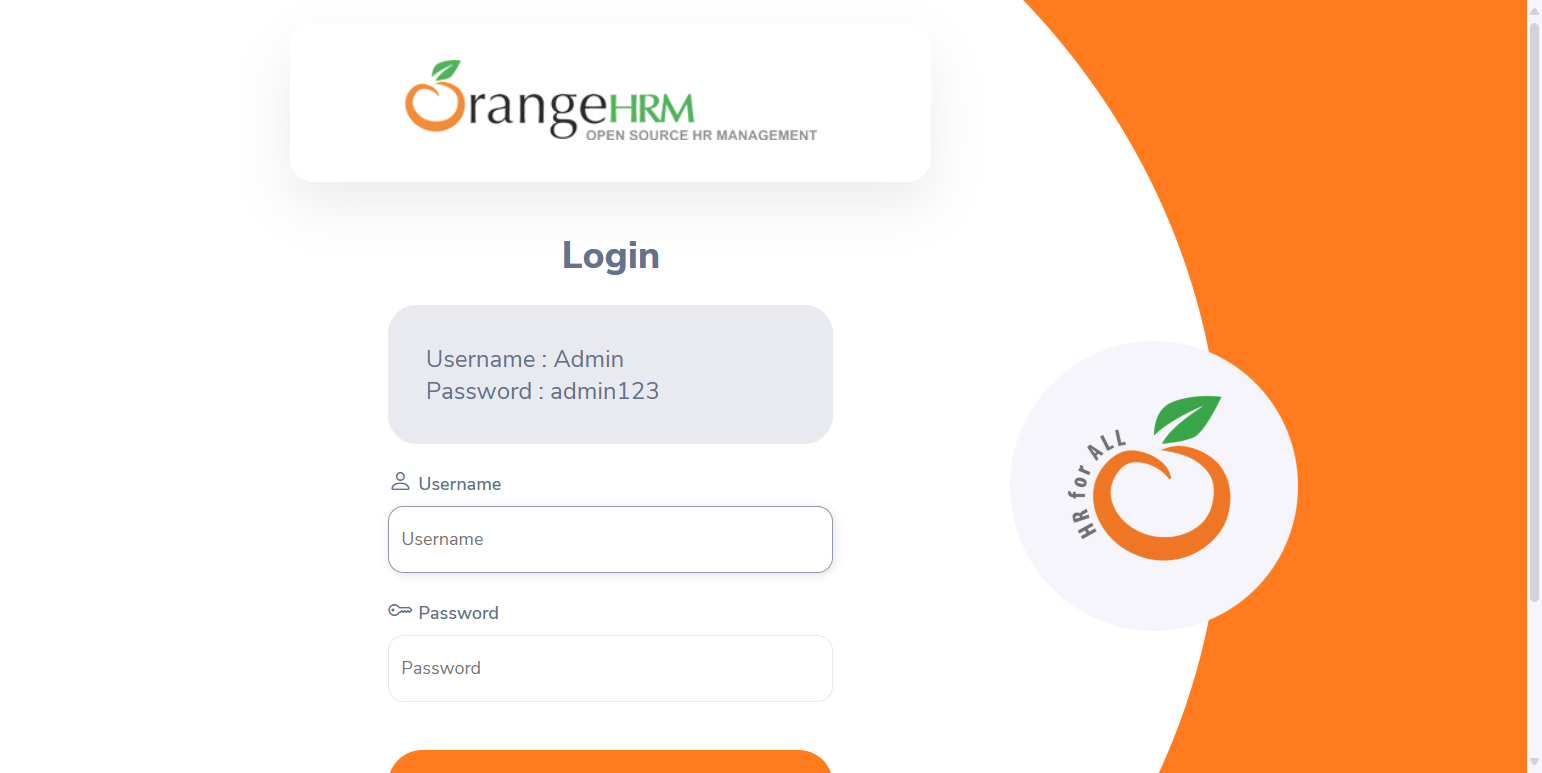 OrangeHRM
OPEN SOURCE HR MANAGEMENT
Login
Username : Admin
Password : admin123
Username
Username
Password
Password
HR for ALL